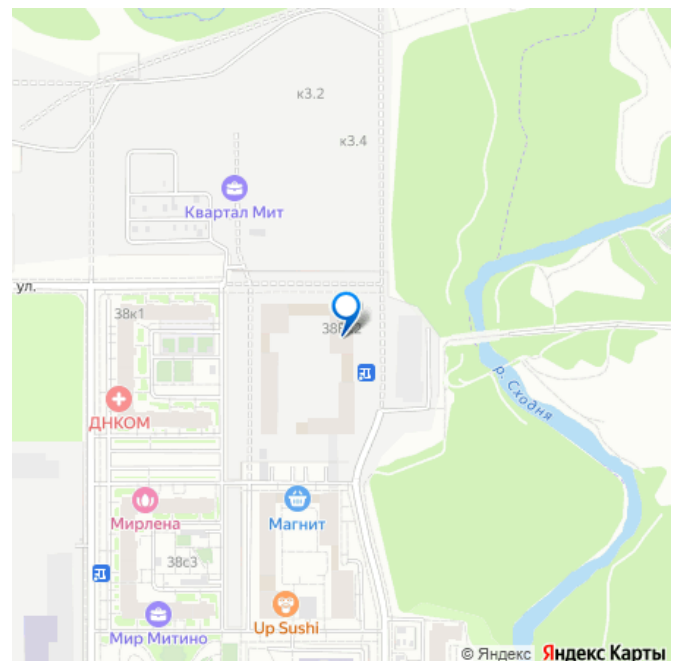 к3.2
к3.4
Квартал Мит
ул.
38к1
р. Сходня
ДНКОМ
Мирлена
Магнит
38с3
Мир Митино
Up Sushi
© Яндекс Яндекс Карты